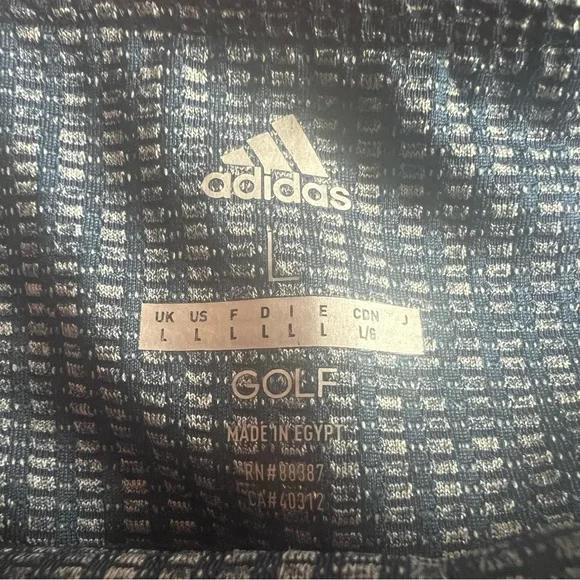 adidas
L
UK US F D I E CDN J
L L L L L L L/G
GOLF
MADE IN EGYPT
RN#88387
CA#40312